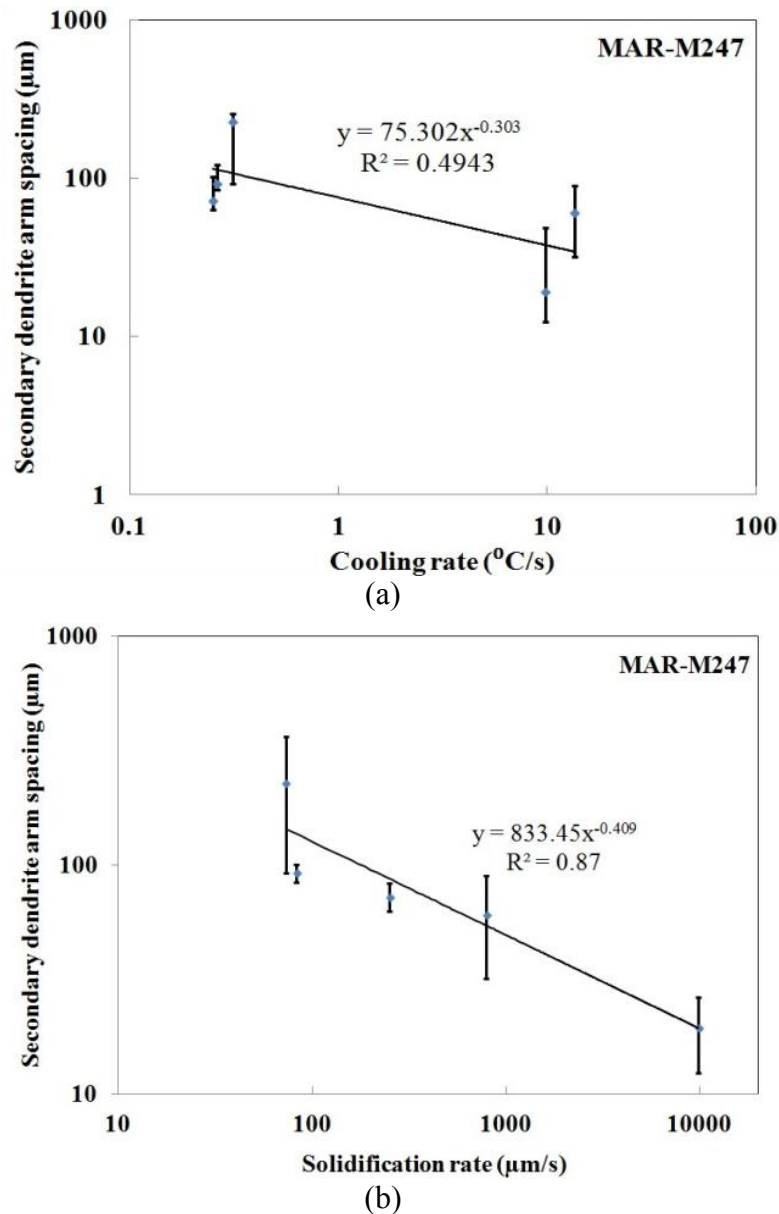 1000
MAR-M247
y = 75.302x^-0.303
R² = 0.4943
100
10
1
0.1 1 10 100
Secondary dendrite arm spacing (µm)
Cooling rate (⁰C/s)
(a)
1000
MAR-M247
y = 833.45x^-0.409
R² = 0.87
100
10
10 100 1000 10000
Secondary dendrite arm spacing (µm)
Solidification rate (µm/s)
(b)